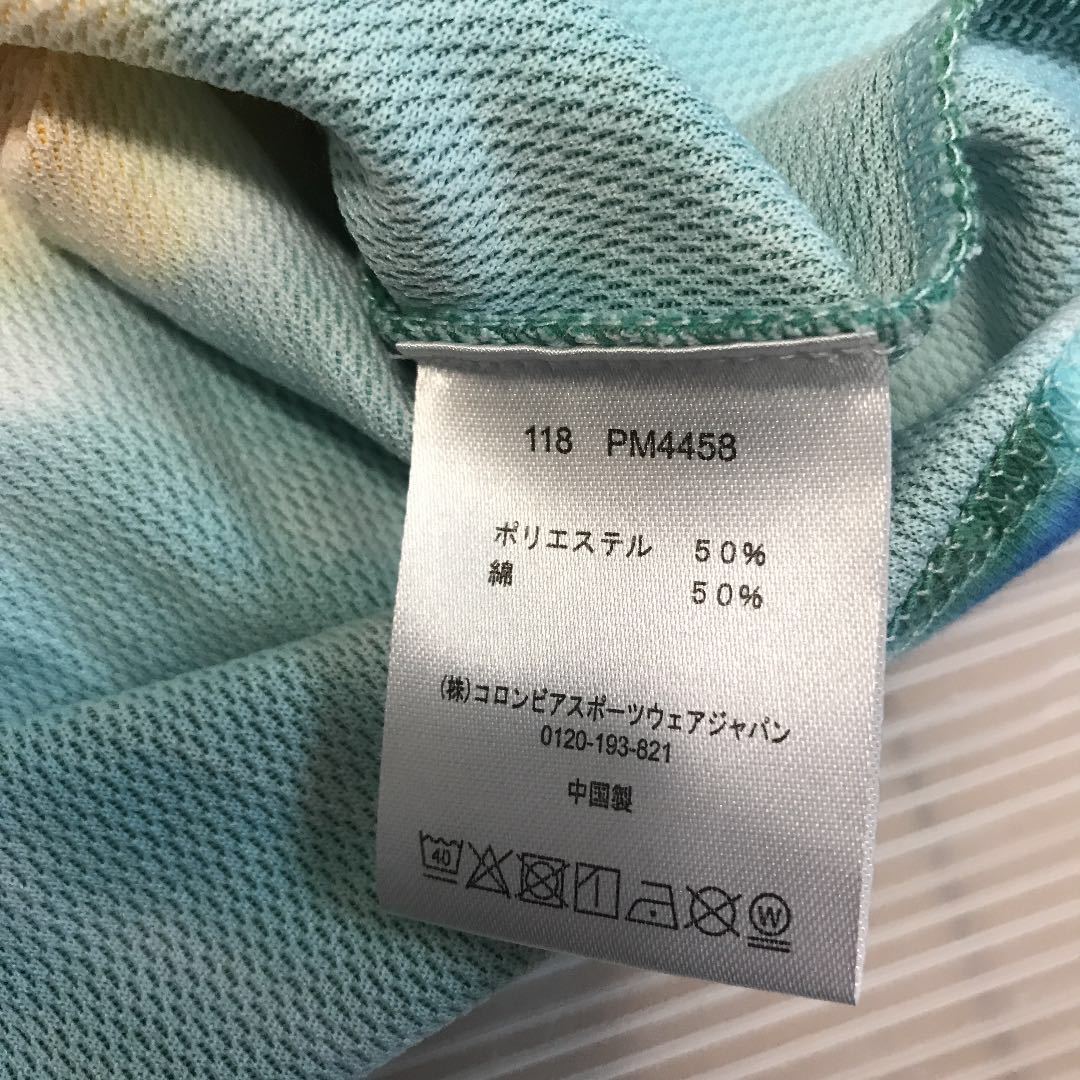 118 PM4458
ポリエステル 50%
綿 50%
(株)コロンビアスポーツウェアジャパン
0120-193-821
中国製
40 W